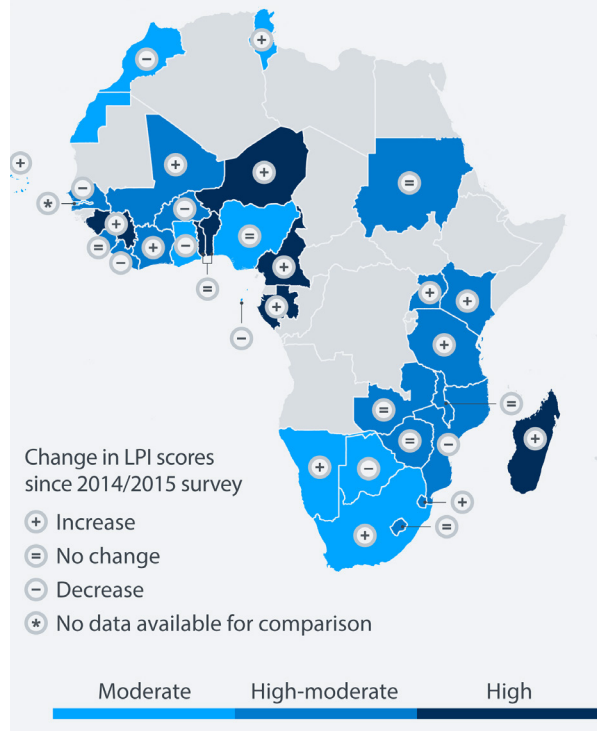 Change in LPI scores
since 2014/2015 survey
+ Increase
= No change
− Decrease
* No data available for comparison
Moderate High-moderate High